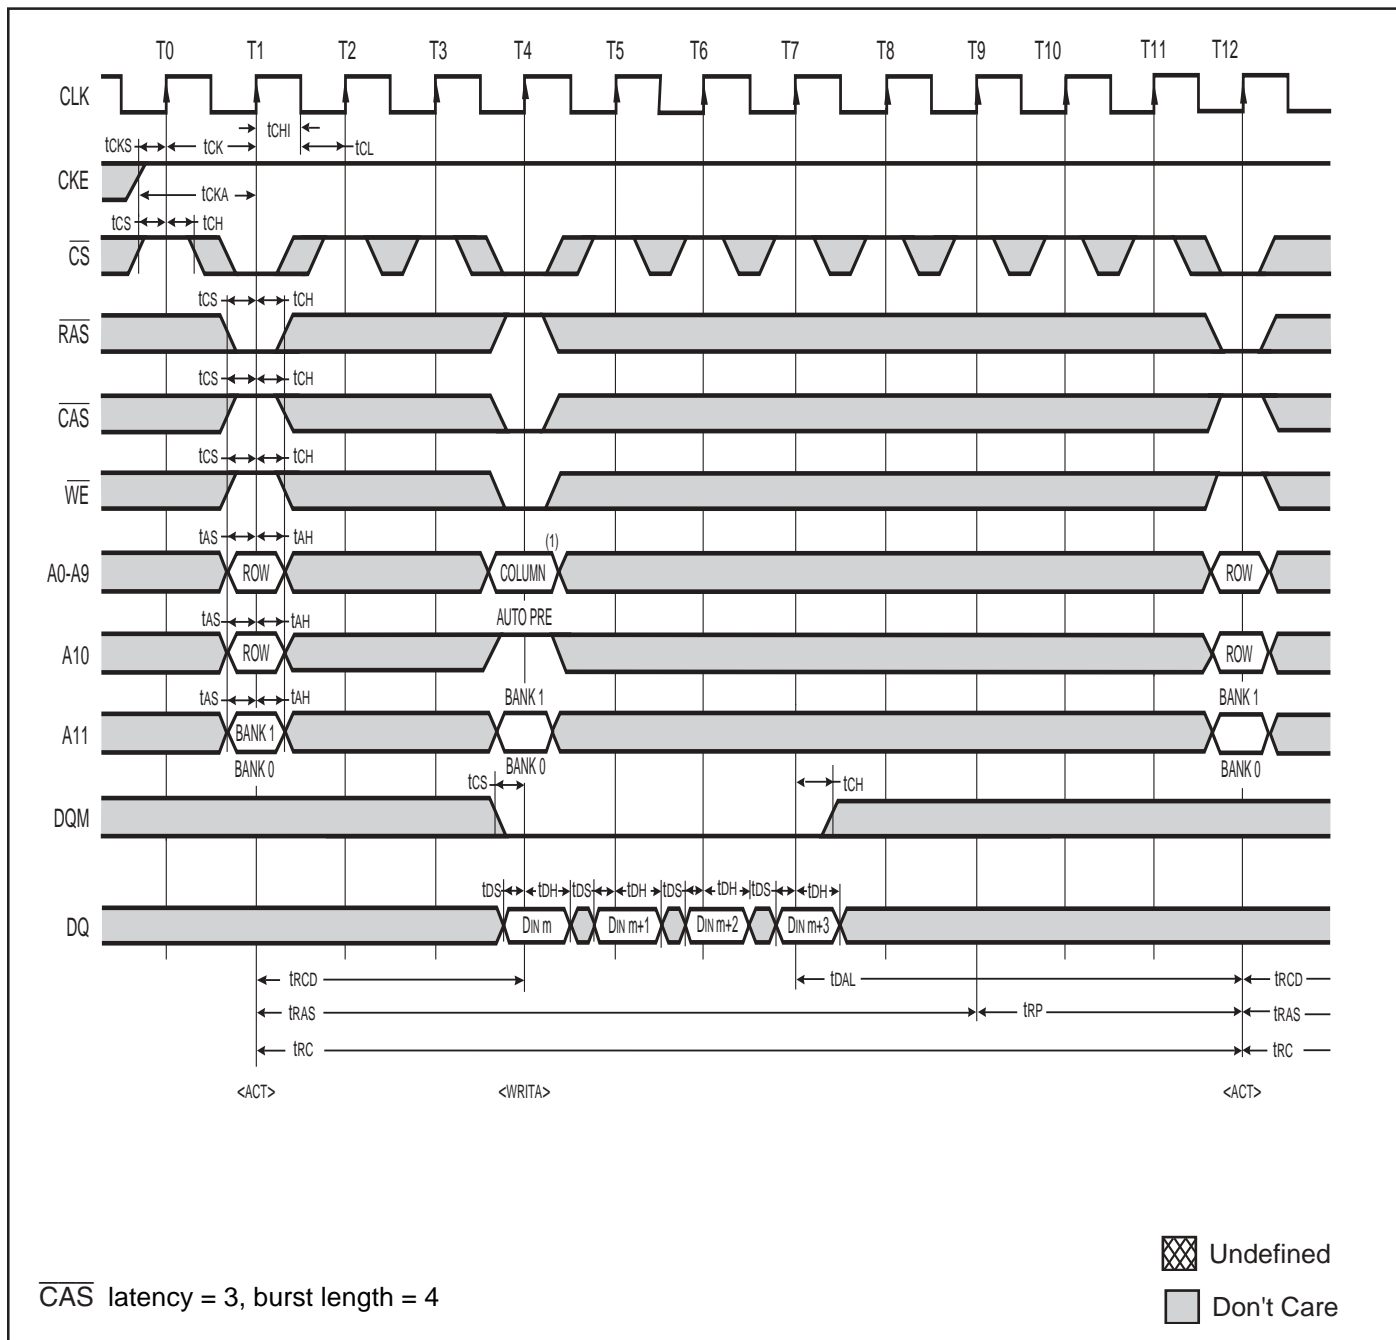 T0 T1 T2 T3 T4 T5 T6 T7 T8 T9 T10 T11 T12
CLK
tCHI
tCKS tCK tCL
CKE
tCKA
tCS tCH
CS
tCS tCH
RAS
tCS tCH
CAS
tCS tCH
WE
tAS tAH
(1)
A0-A9 ROW COLUMN ROW
tAS tAH AUTO PRE
A10 ROW ROW
tAS tAH BANK 1 BANK 1
A11 BANK 1
BANK 0 BANK 0 BANK 0
tCS tCH
DQM
tDS tDH tDS tDH tDS tDH tDS tDH
DQ DIN m DIN m+1 DIN m+2 DIN m+3
tRCD tDAL tRCD
tRAS tRP tRAS
tRC tRC
<ACT> <WRITA> <ACT>
Undefined
CAS latency = 3, burst length = 4
Don't Care